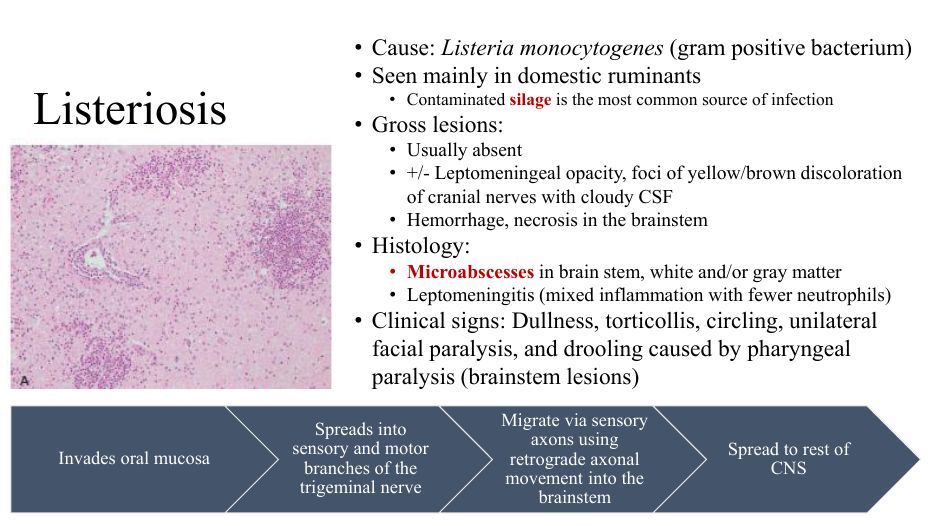 Listeriosis
A
• Cause: Listeria monocytogenes (gram positive bacterium)
• Seen mainly in domestic ruminants
• Contaminated silage is the most common source of infection
• Gross lesions:
• Usually absent
• +/- Leptomeningeal opacity, foci of yellow/brown discoloration
of cranial nerves with cloudy CSF
• Hemorrhage, necrosis in the brainstem
• Histology:
• Microabscesses in brain stem, white and/or gray matter
• Leptomeningitis (mixed inflammation with fewer neutrophils)
• Clinical signs: Dullness, torticollis, circling, unilateral
facial paralysis, and drooling caused by pharyngeal
paralysis (brainstem lesions)
Invades oral mucosa
Spreads into
sensory and motor
branches of the
trigeminal nerve
Migrate via sensory
axons using
retrograde axonal
movement into the
brainstem
Spread to rest of
CNS